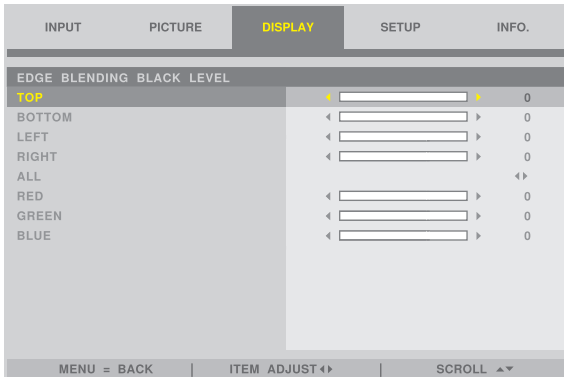 INPUT PICTURE DISPLAY SETUP INFO.
EDGE BLENDING BLACK LEVEL
TOP 0
BOTTOM 0
LEFT 0
RIGHT 0
ALL
RED 0
GREEN 0
BLUE 0
MENU = BACK | ITEM ADJUST◀▶ | SCROLL ▲▼